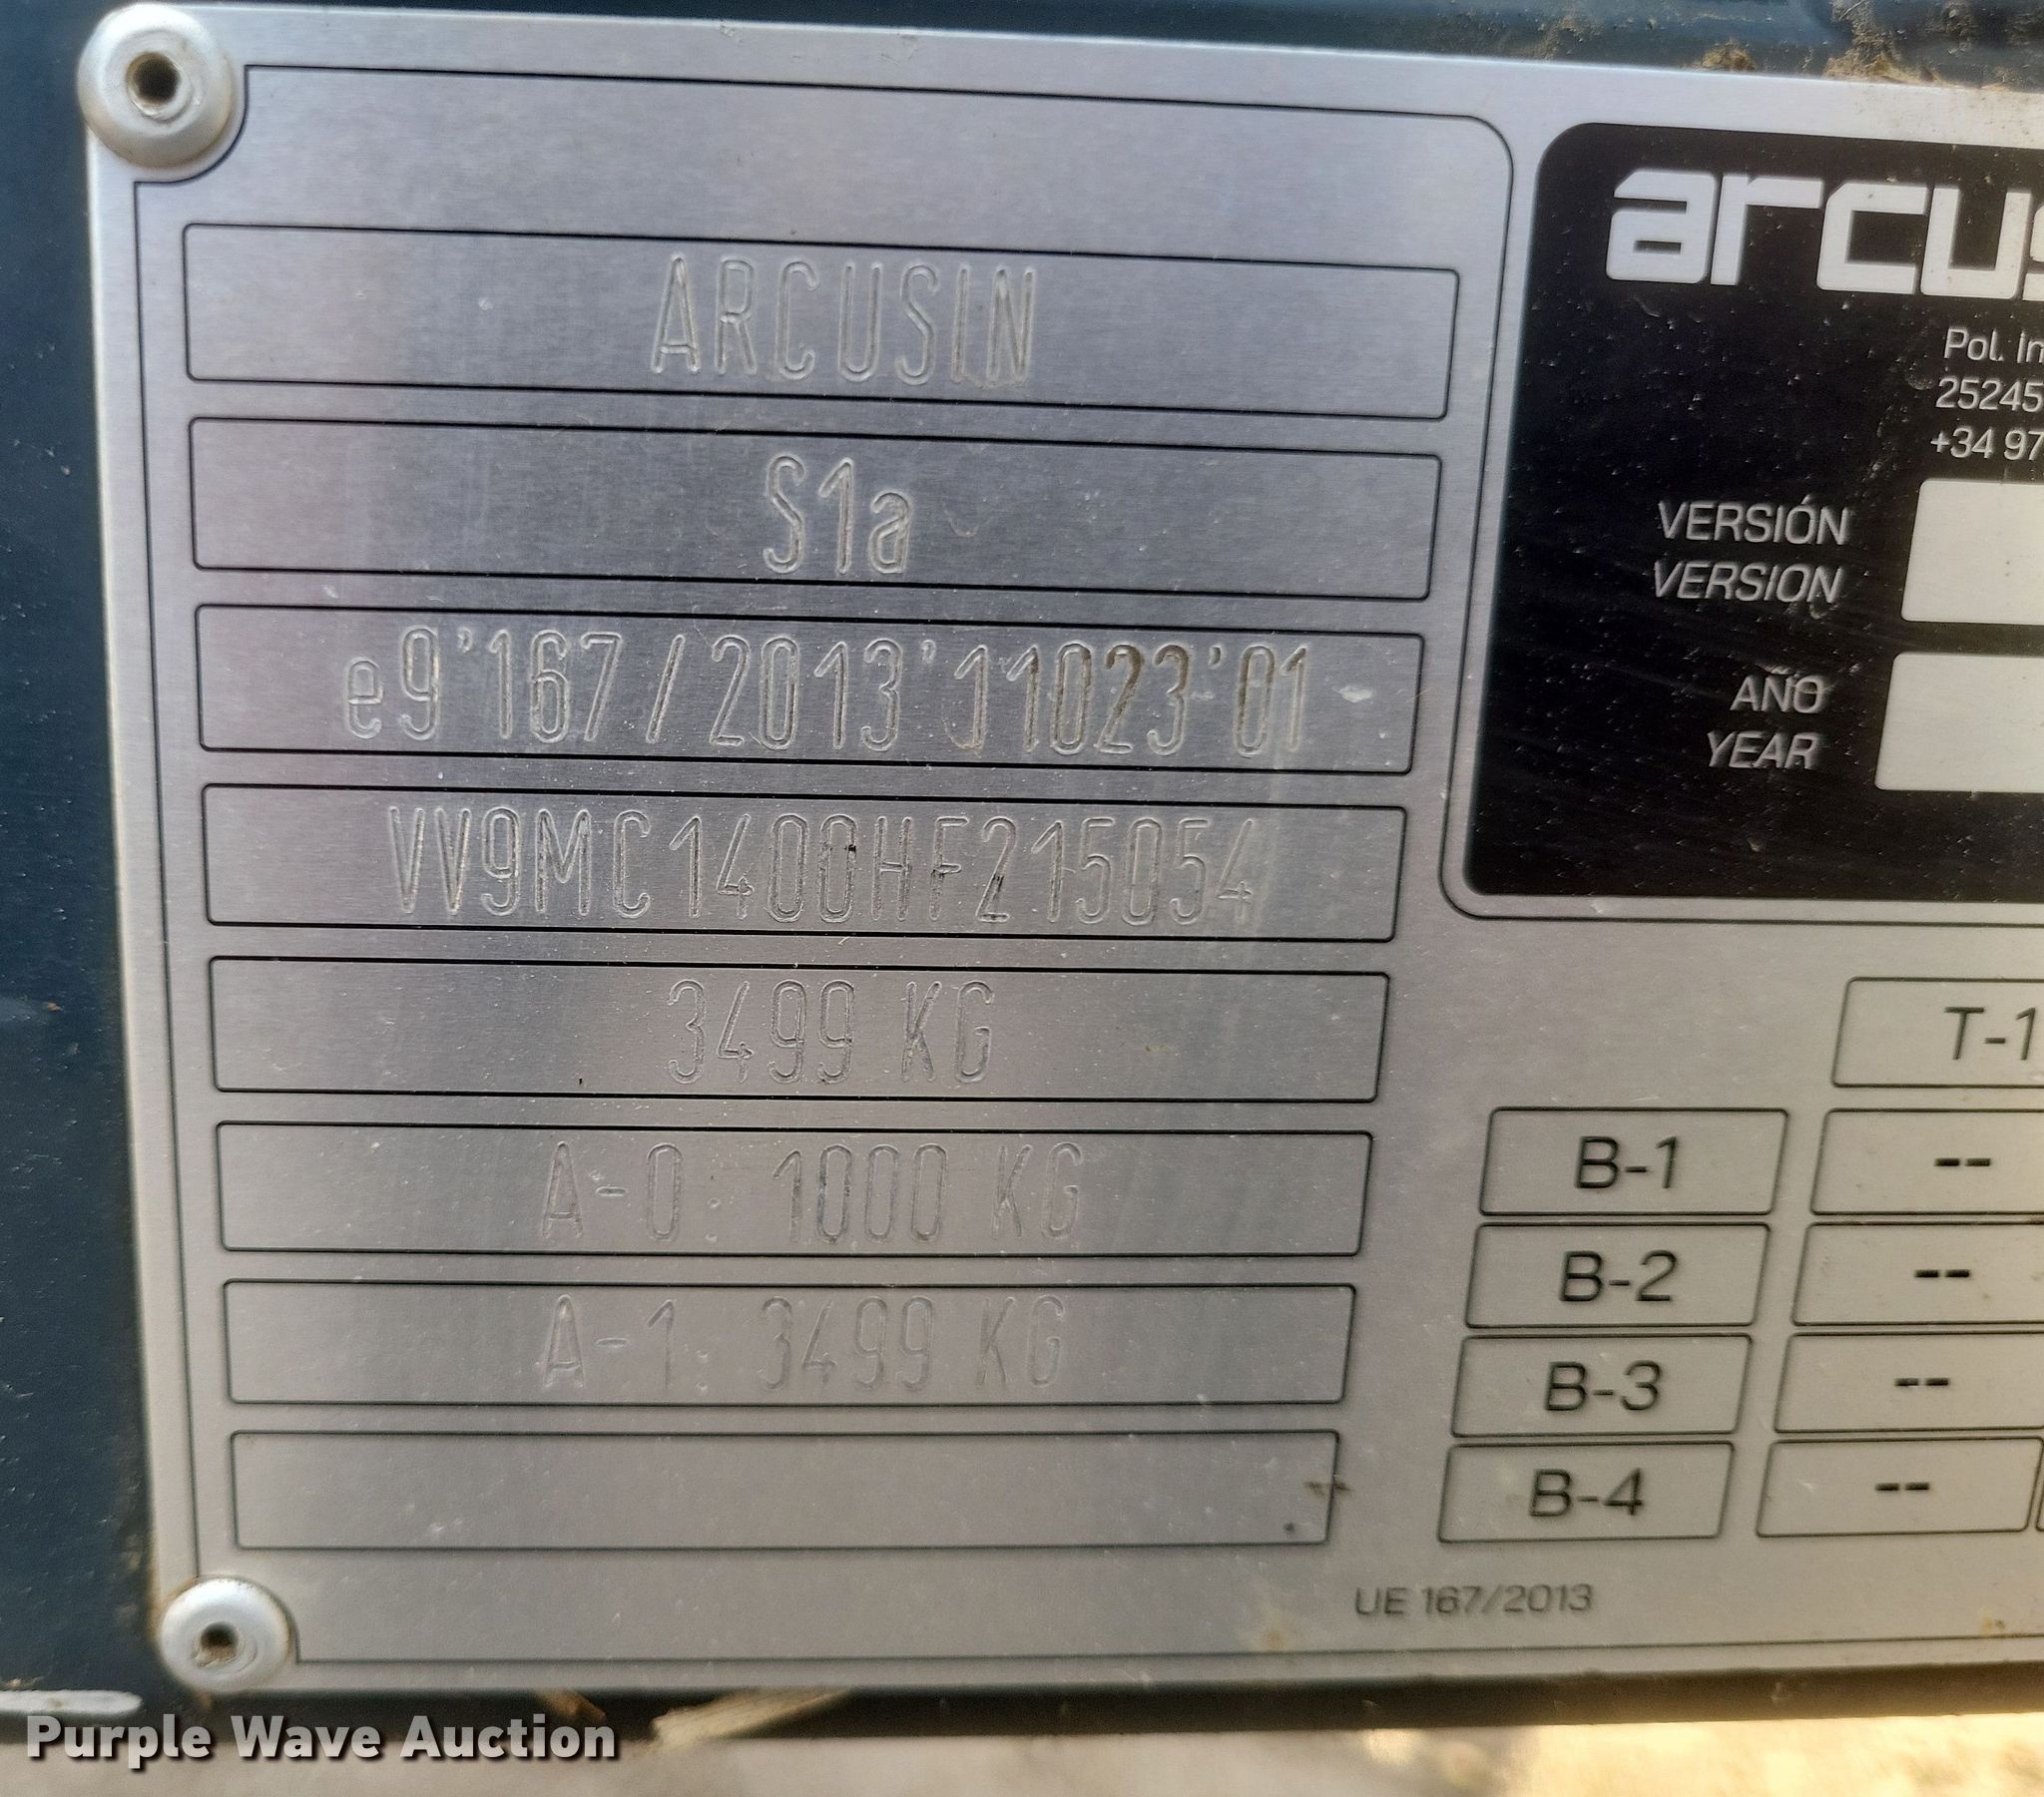 ARCUSIN
S1a
e9'167/2013'11023'01
VV9MC1400HF215054
3499 KG
A-0: 1000 KG
A-1: 3499 KG
arcus
Pol. In
25245
+34 97
VERSIÓN
VERSION
AÑO
YEAR
T-1
B-1 --
B-2 --
B-3 --
B-4 --
UE 167/2013
Purple Wave Auction